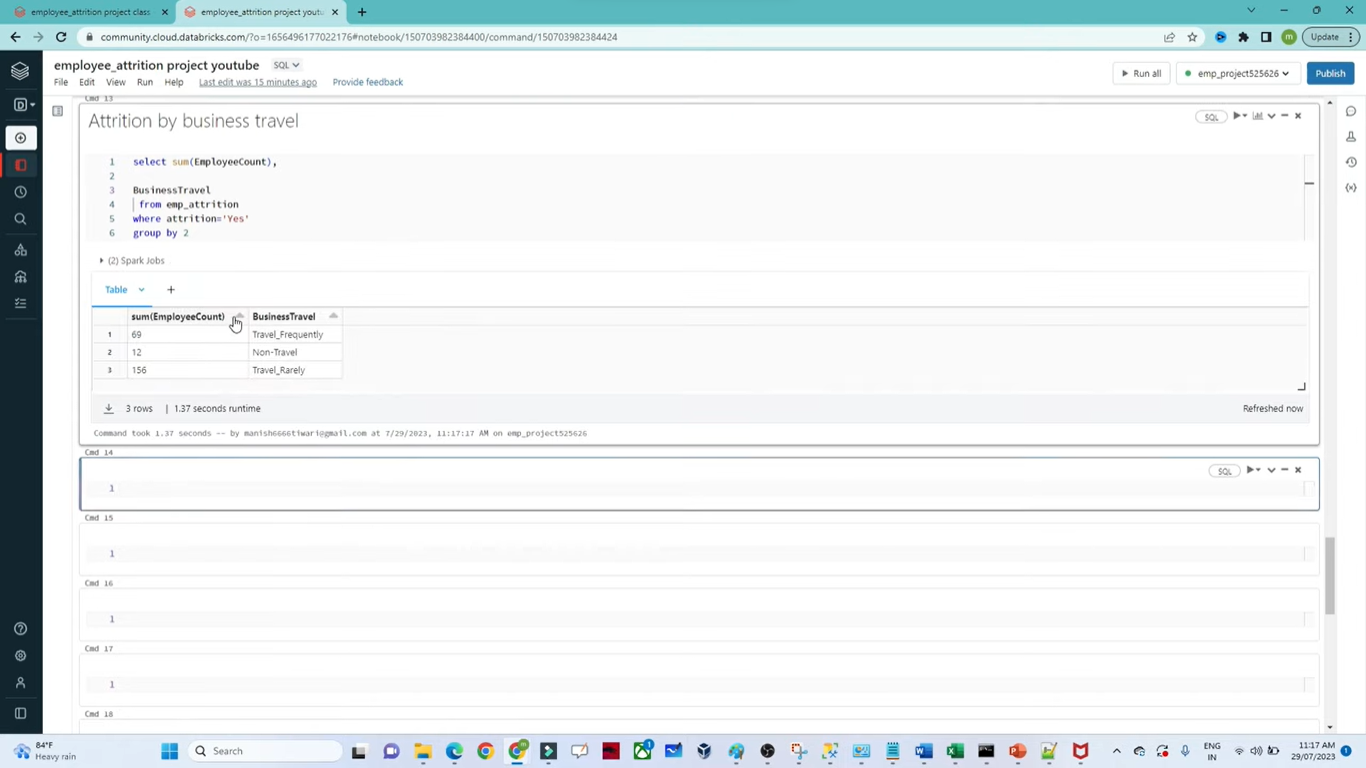 employee_attrition project class
employee_attrition project youtu
community.cloud.databricks.com/?o=1656496177022176#notebook/150703982384400/command/150703982384424
Update
employee_attrition project youtube
SQL
File Edit View Run Help Last edit was 15 minutes ago Provide feedback
Run all
emp_project525626
Publish
D
Cmd 13
Attrition by business travel
SQL
1 select sum(EmployeeCount),
2
3 BusinessTravel
4 from emp_attrition
5 where attrition='Yes'
6 group by 2
(2) Spark Jobs
Table +
sum(EmployeeCount) BusinessTravel
1 69 Travel_Frequently
2 12 Non-Travel
3 156 Travel_Rarely
3 rows | 1.37 seconds runtime
Refreshed now
Command took 1.37 seconds -- by manish6666tiwari@gmail.com at 7/29/2023, 11:17:17 AM on emp_project525626
Cmd 14
SQL
1
Cmd 15
1
Cmd 16
1
Cmd 17
1
Cmd 18
84°F
Heavy rain
Search
ENG
IN
11:17 AM
29/07/2023